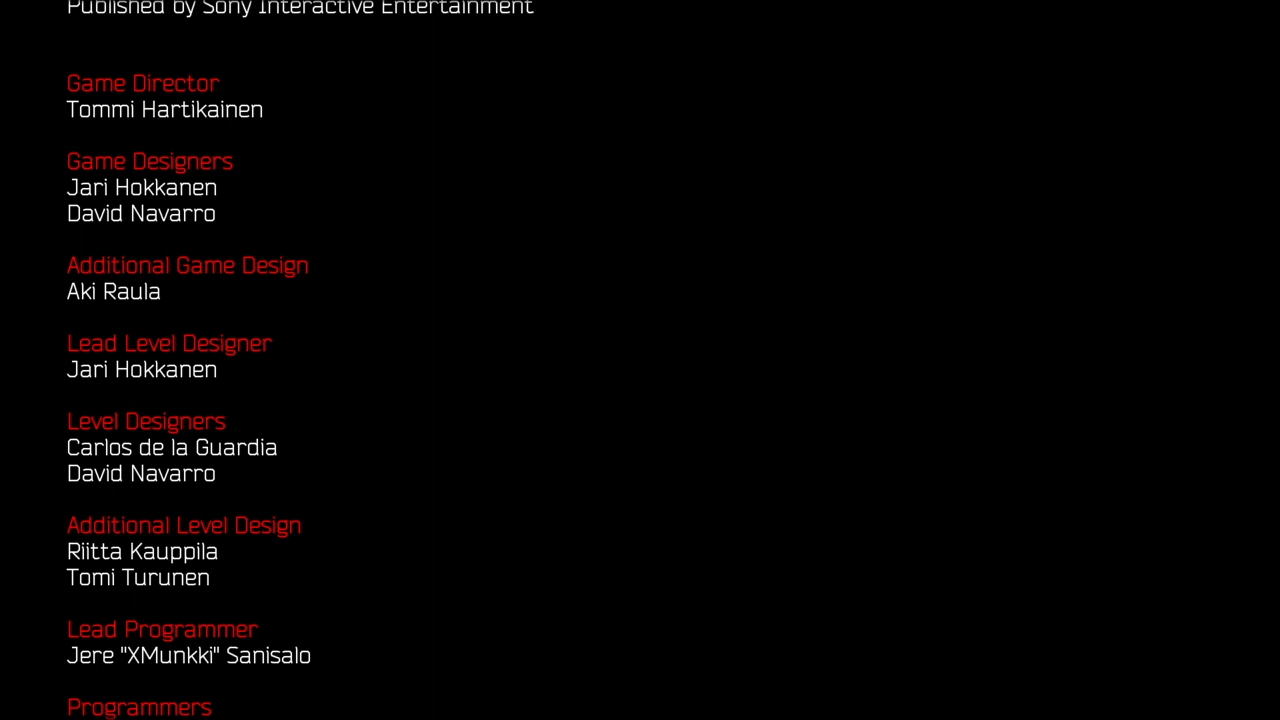 Published by Sony Interactive Entertainment
Game Director
Tommi Hartikainen
Game Designers
Jari Hokkanen
David Navarro
Additional Game Design
Aki Raula
Lead Level Designer
Jari Hokkanen
Level Designers
Carlos de la Guardia
David Navarro
Additional Level Design
Riitta Kauppila
Tomi Turunen
Lead Programmer
Jere "XMunkki" Sanisalo
Programmers